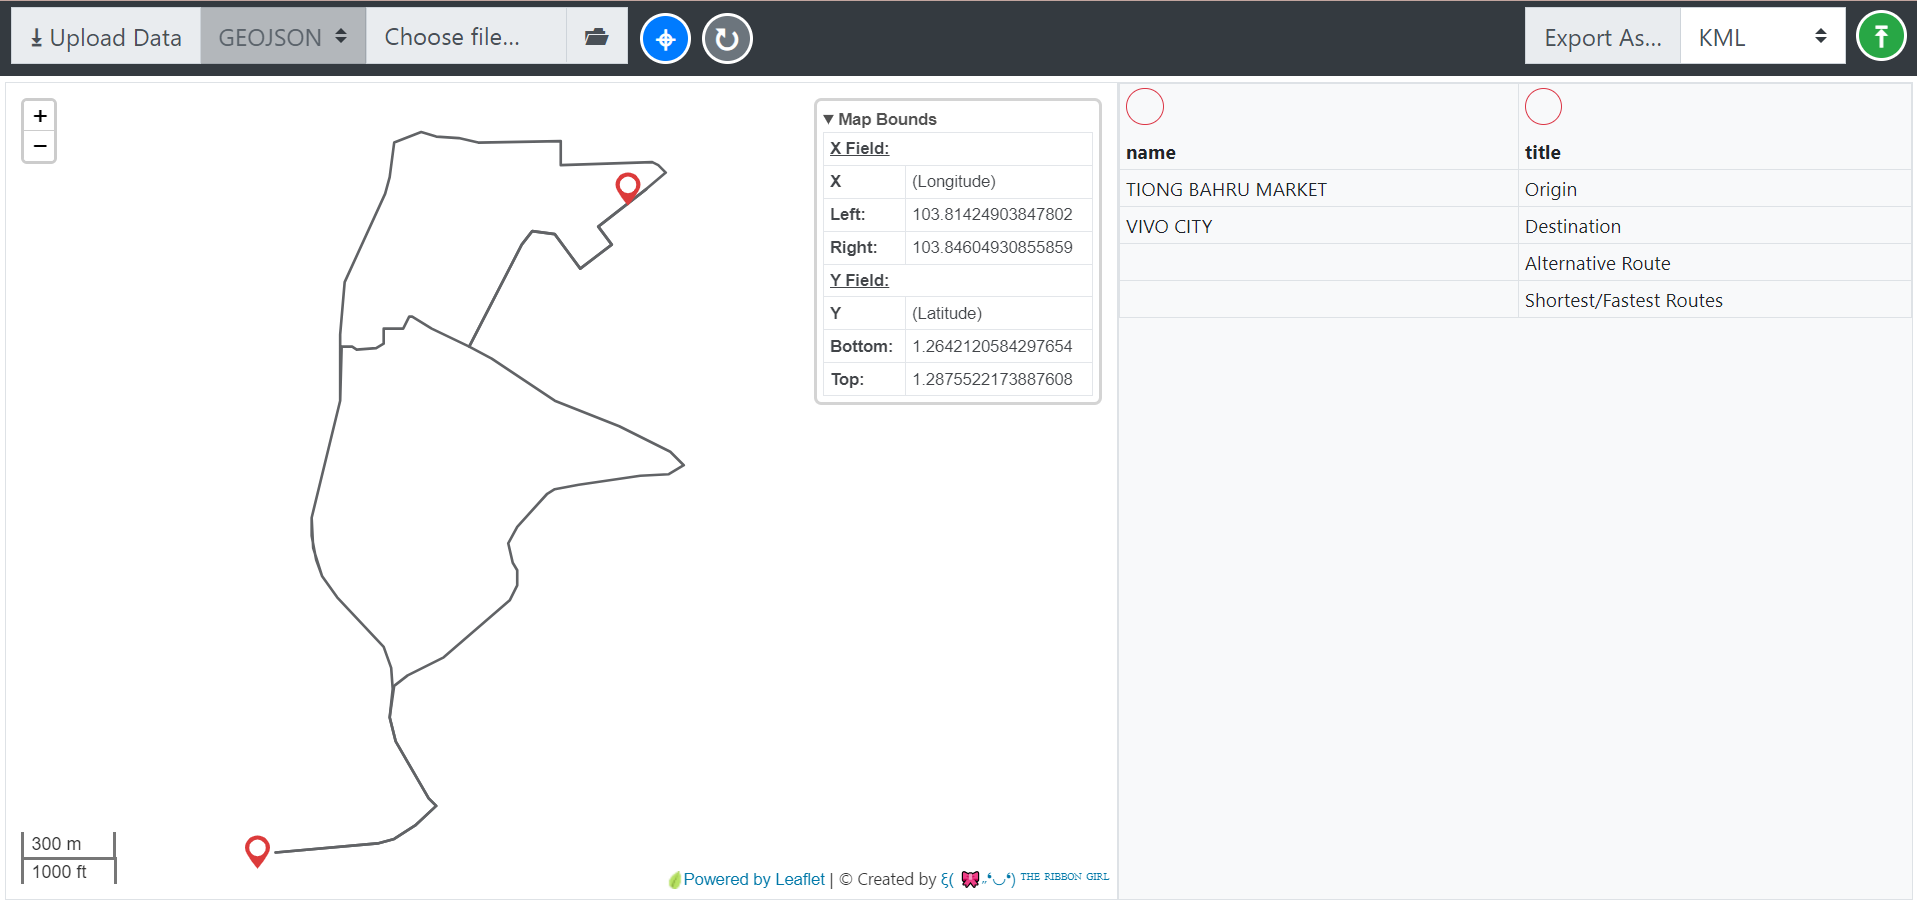 Upload Data GEOJSON Choose file... Export As... KML
+
−
▼ Map Bounds
X Field:
X (Longitude)
Left: 103.81424903847802
Right: 103.84604930855859
Y Field:
Y (Latitude)
Bottom: 1.2642120584297654
Top: 1.2875522173887608
300 m
1000 ft
Powered by Leaflet | © Created by ξ( 🎀 ˶❛◡❛) ᵀᴴᴱ ᴿᴵᴮᴮᴼᴺ ᴳᴵᴿᴸ
name title
TIONG BAHRU MARKET Origin
VIVO CITY Destination
Alternative Route
Shortest/Fastest Routes